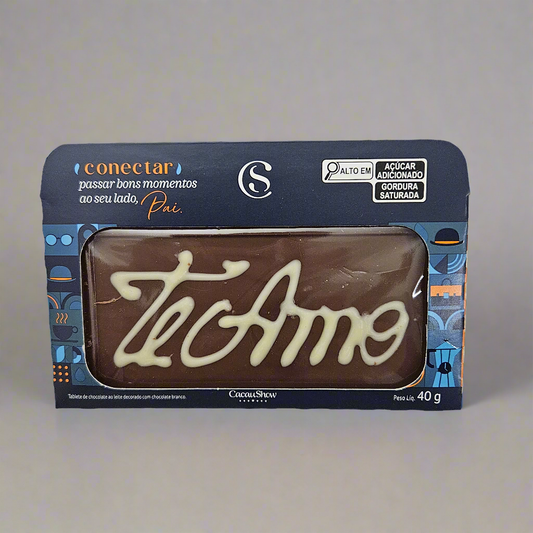 conectar
passar bons momentos
ao seu lado, Pai.
CS
ALTO EM
AÇÚCAR
ADICIONADO
GORDURA
SATURADA
Te Amo
Tablete de chocolate ao leite decorado com chocolate branco.
CacauShow
Peso Líq. 40 g